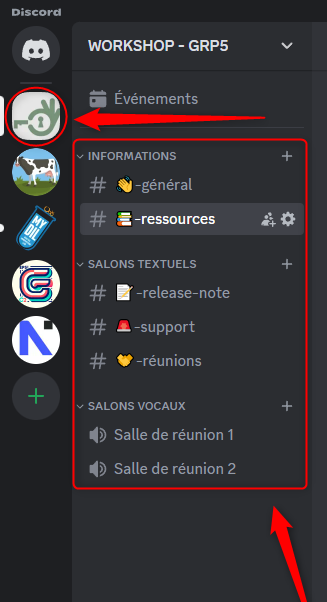 Discord
WORKSHOP - GRP5
Événements
INFORMATIONS
# 👋-général
# 📚-ressources
SALONS TEXTUELS
# 📝-release-note
# 🚨-support
# 🤝-réunions
SALONS VOCAUX
Salle de réunion 1
Salle de réunion 2